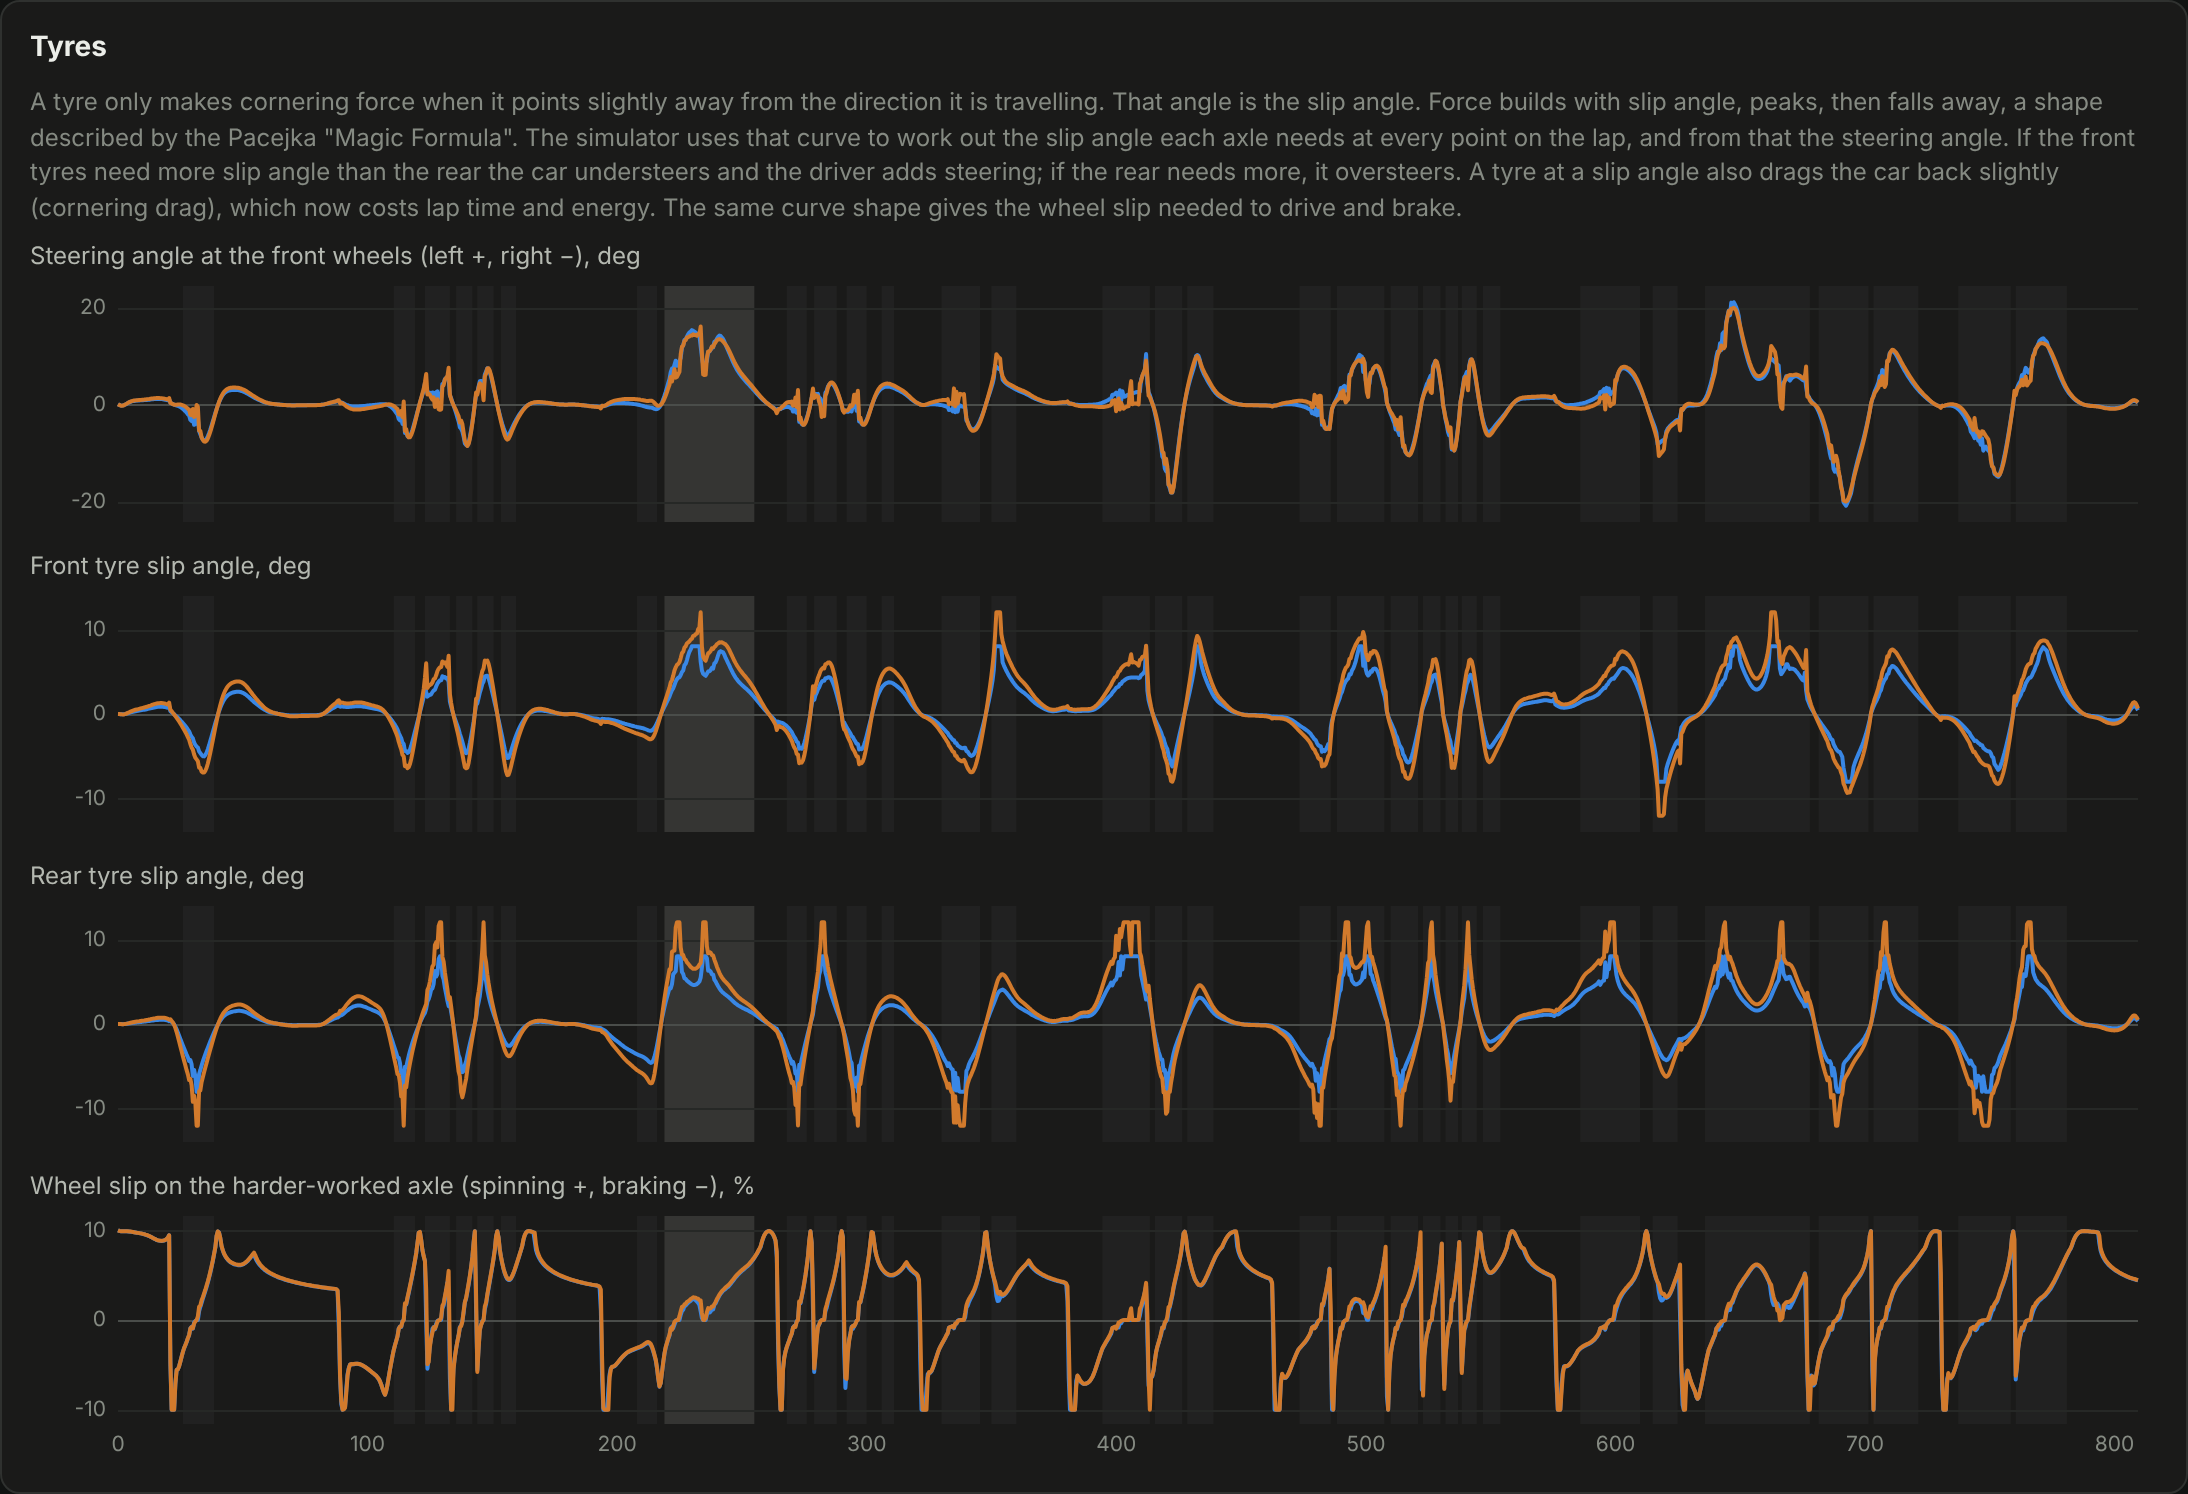 Tyres
A tyre only makes cornering force when it points slightly away from the direction it is travelling. That angle is the slip angle. Force builds with slip angle, peaks, then falls away, a shape
described by the Pacejka "Magic Formula". The simulator uses that curve to work out the slip angle each axle needs at every point on the lap, and from that the steering angle. If the front
tyres need more slip angle than the rear the car understeers and the driver adds steering; if the rear needs more, it oversteers. A tyre at a slip angle also drags the car back slightly
(cornering drag), which now costs lap time and energy. The same curve shape gives the wheel slip needed to drive and brake.
Steering angle at the front wheels (left +, right −), deg
20
0
-20
Front tyre slip angle, deg
10
0
-10
Rear tyre slip angle, deg
10
0
-10
Wheel slip on the harder-worked axle (spinning +, braking −), %
10
0
-10
0 100 200 300 400 500 600 700 800